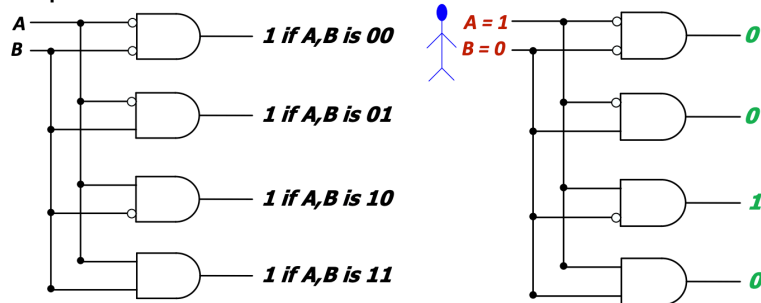 A
B
1 if A,B is 00
1 if A,B is 01
1 if A,B is 10
1 if A,B is 11
A = 1
B = 0
0
0
1
0